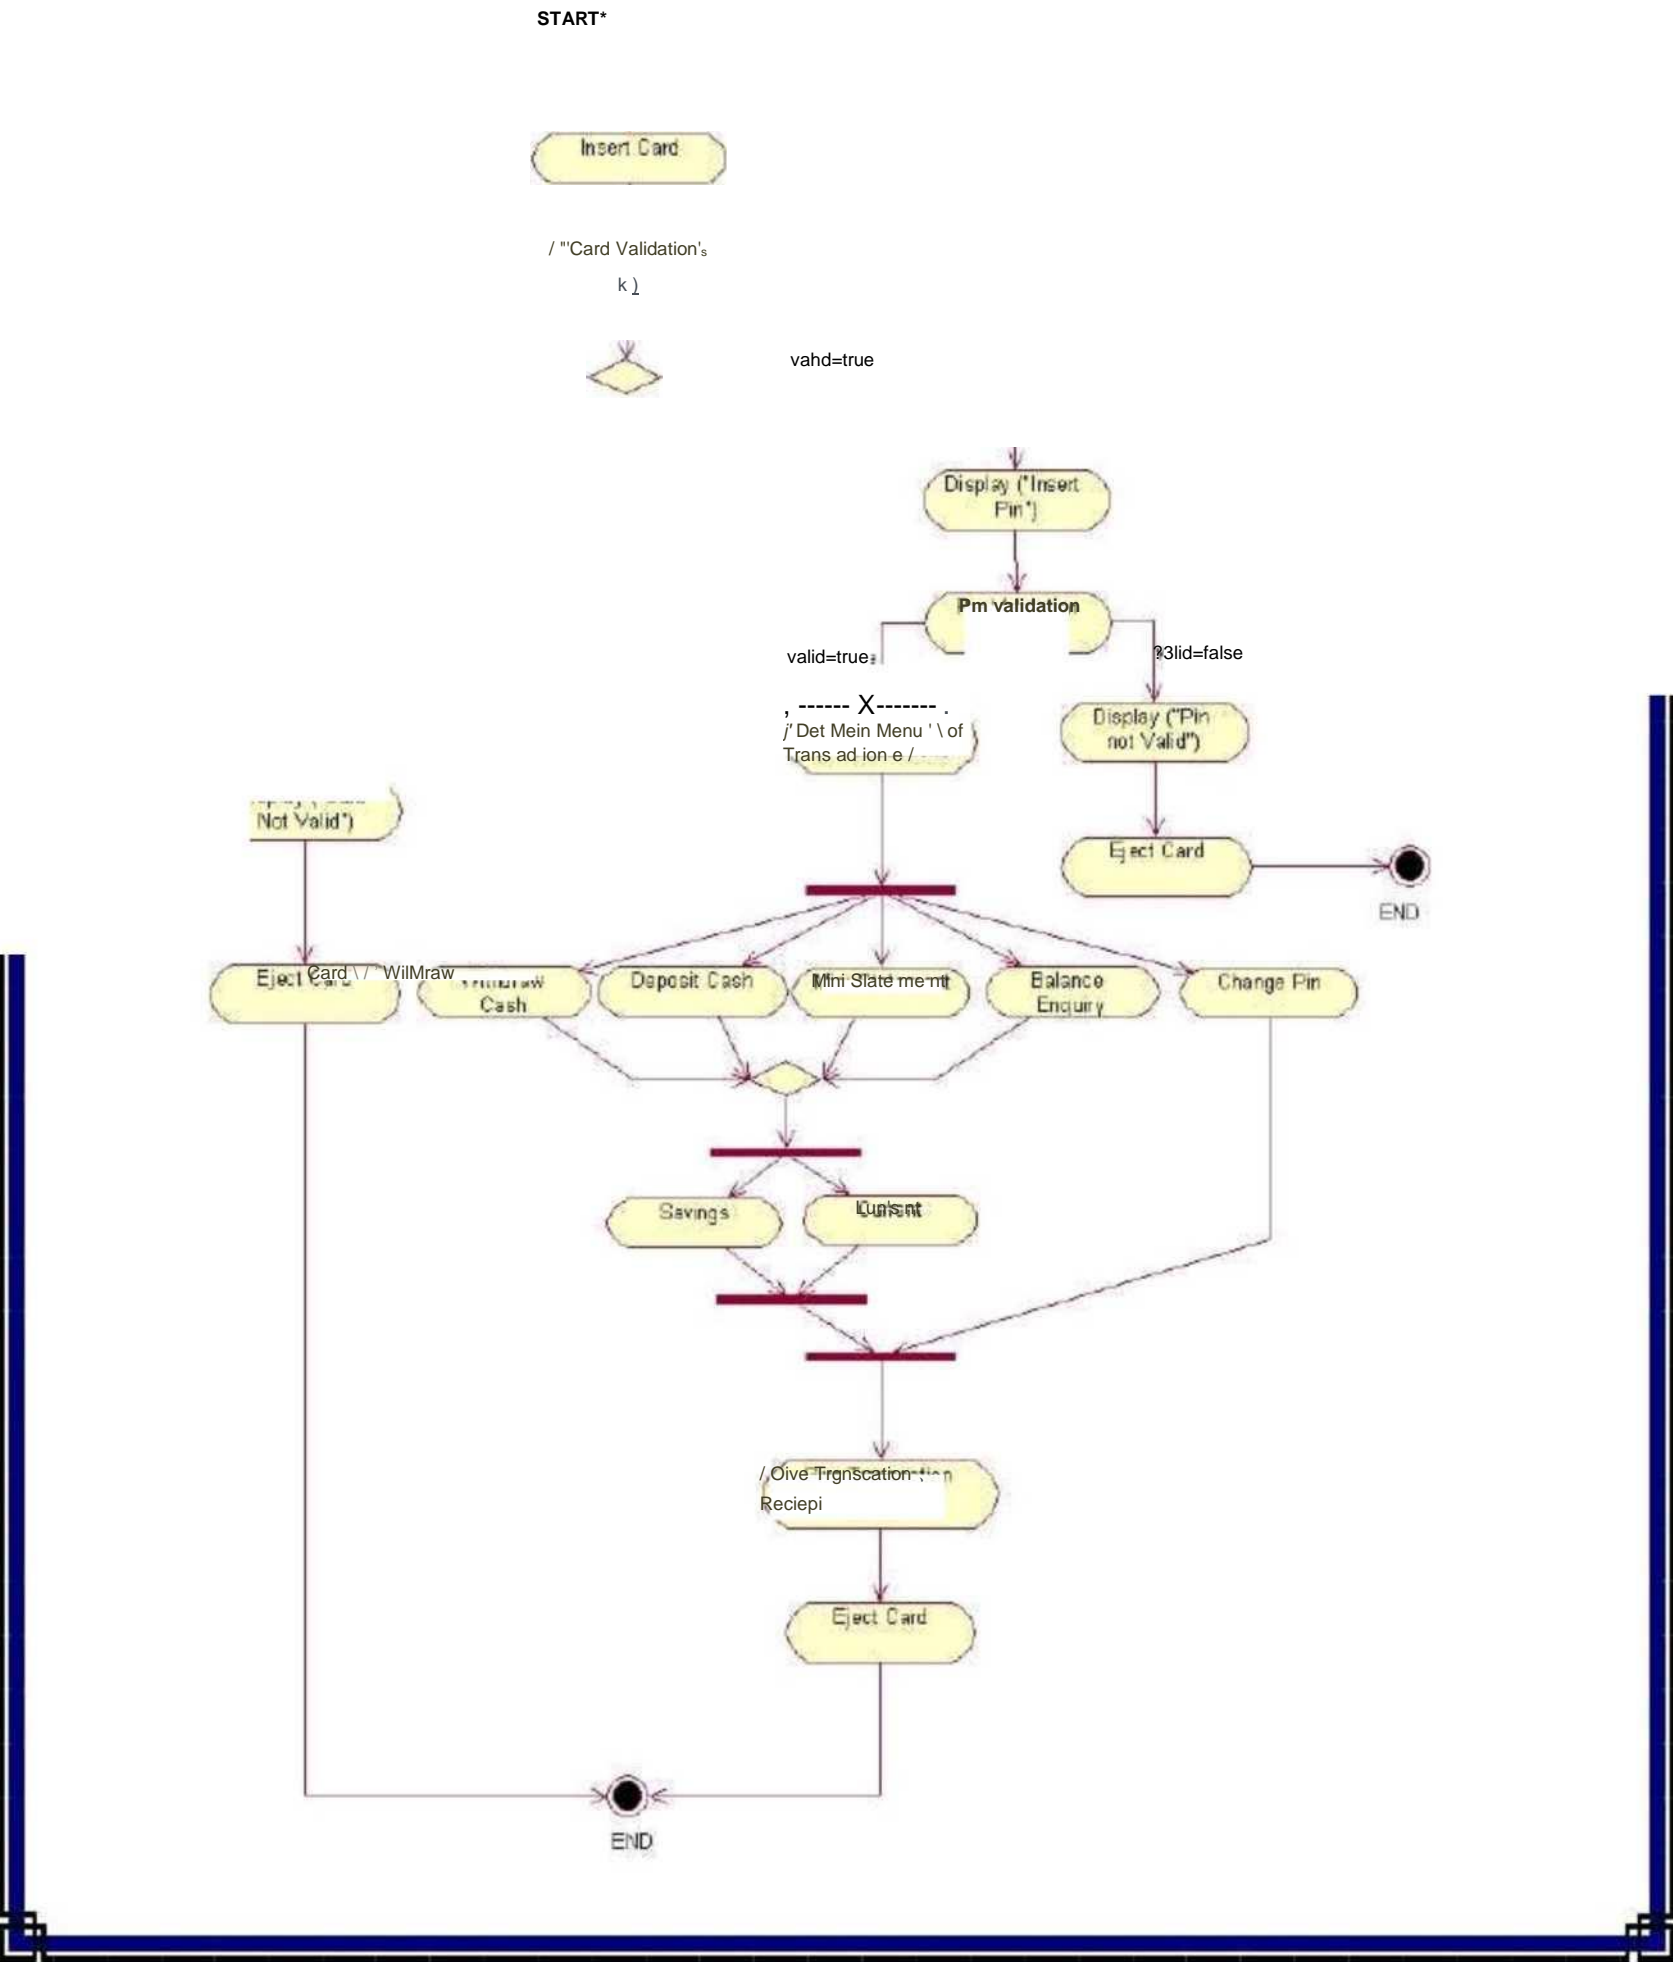 START*
Insert Card
/ "'Card Validation's
k )
vahd=true
Display ("Insert
Pin")
Pm validation
valid=true
?3lid=false
, ------ X------- .
j' Det Mein Menu ' \ of
Trans ad ion e /
Display ("Pin
not Valid")
Not Valid")
Eject Card
END
Eject Card \ / ' WilMraw
Cash
Deposit Cash
Mini Slate ment
Balance
Enquiry
Change Pin
Savings
Current
/ Oive Trgnscation
Reciepi
Eject Card
END